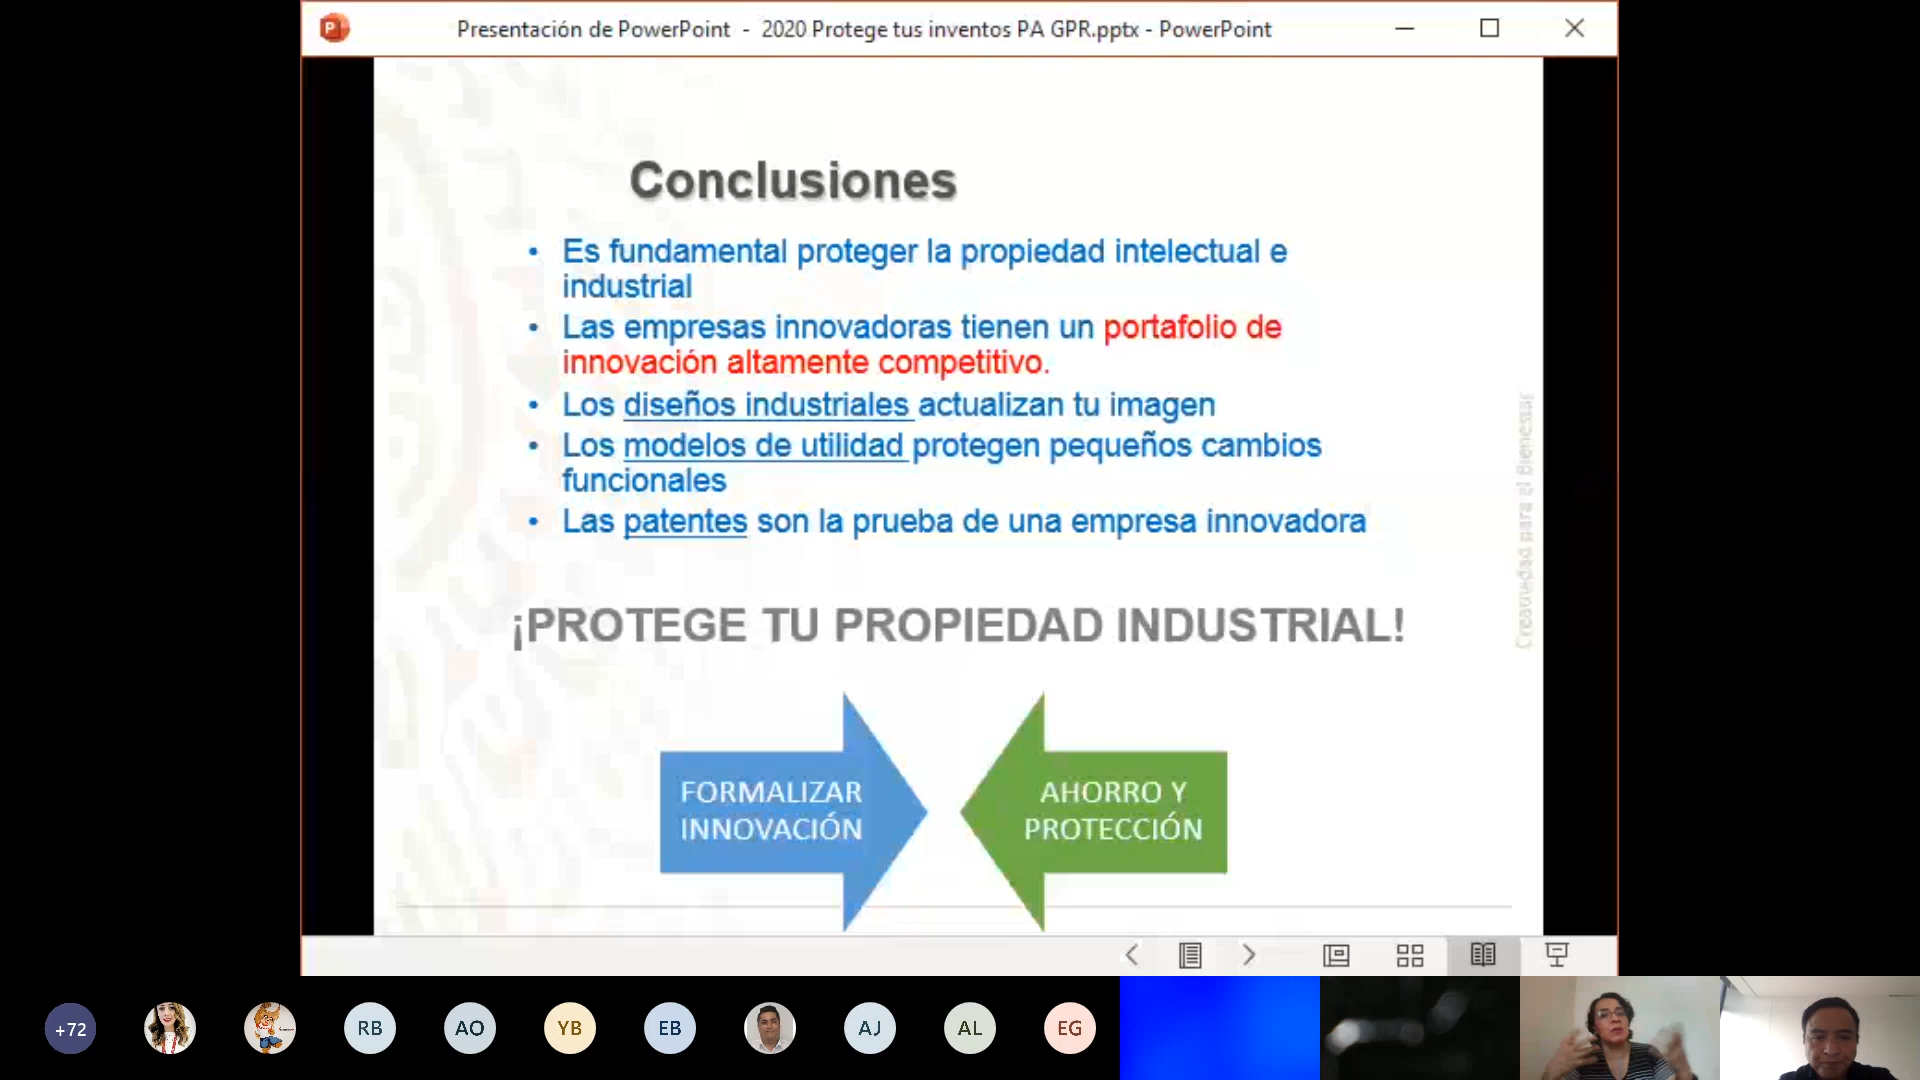 Presentación de PowerPoint - 2020 Protege tus inventos PA GPR.pptx - PowerPoint
Conclusiones
• Es fundamental proteger la propiedad intelectual e
industrial
• Las empresas innovadoras tienen un portafolio de
innovación altamente competitivo.
• Los diseños industriales actualizan tu imagen
• Los modelos de utilidad protegen pequeños cambios
funcionales
• Las patentes son la prueba de una empresa innovadora
¡PROTEGE TU PROPIEDAD INDUSTRIAL!
FORMALIZAR
INNOVACIÓN
AHORRO Y
PROTECCIÓN
Creatividad para el Bienestar
+72
RB
AO
YB
EB
AJ
AL
EG